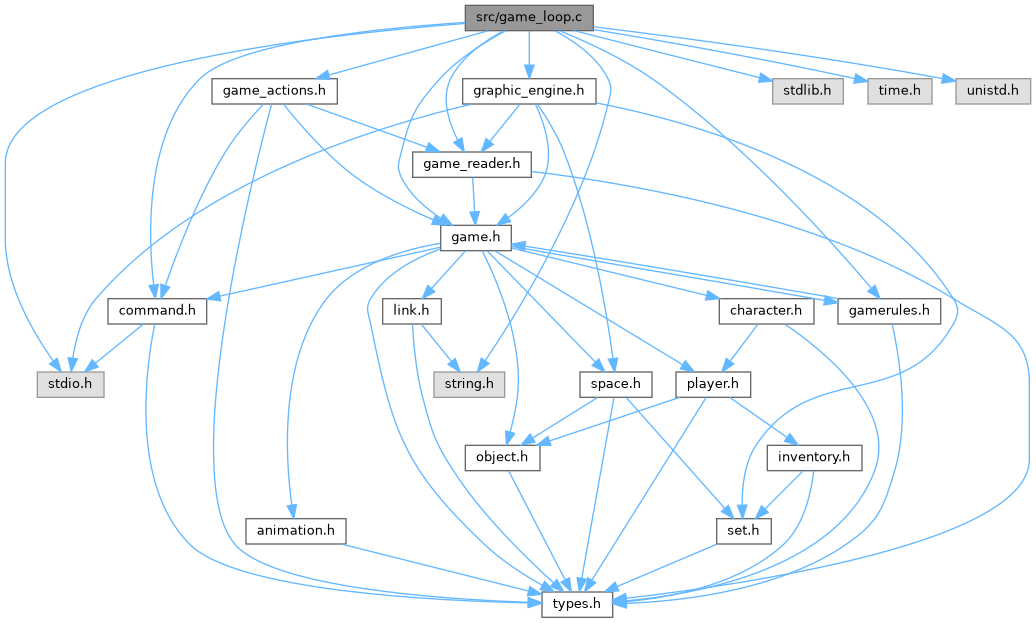 src/game_loop.c
game_actions.h
graphic_engine.h
stdlib.h
time.h
unistd.h
game_reader.h
game.h
command.h
link.h
character.h
gamerules.h
stdio.h
string.h
space.h
player.h
object.h
inventory.h
animation.h
set.h
types.h